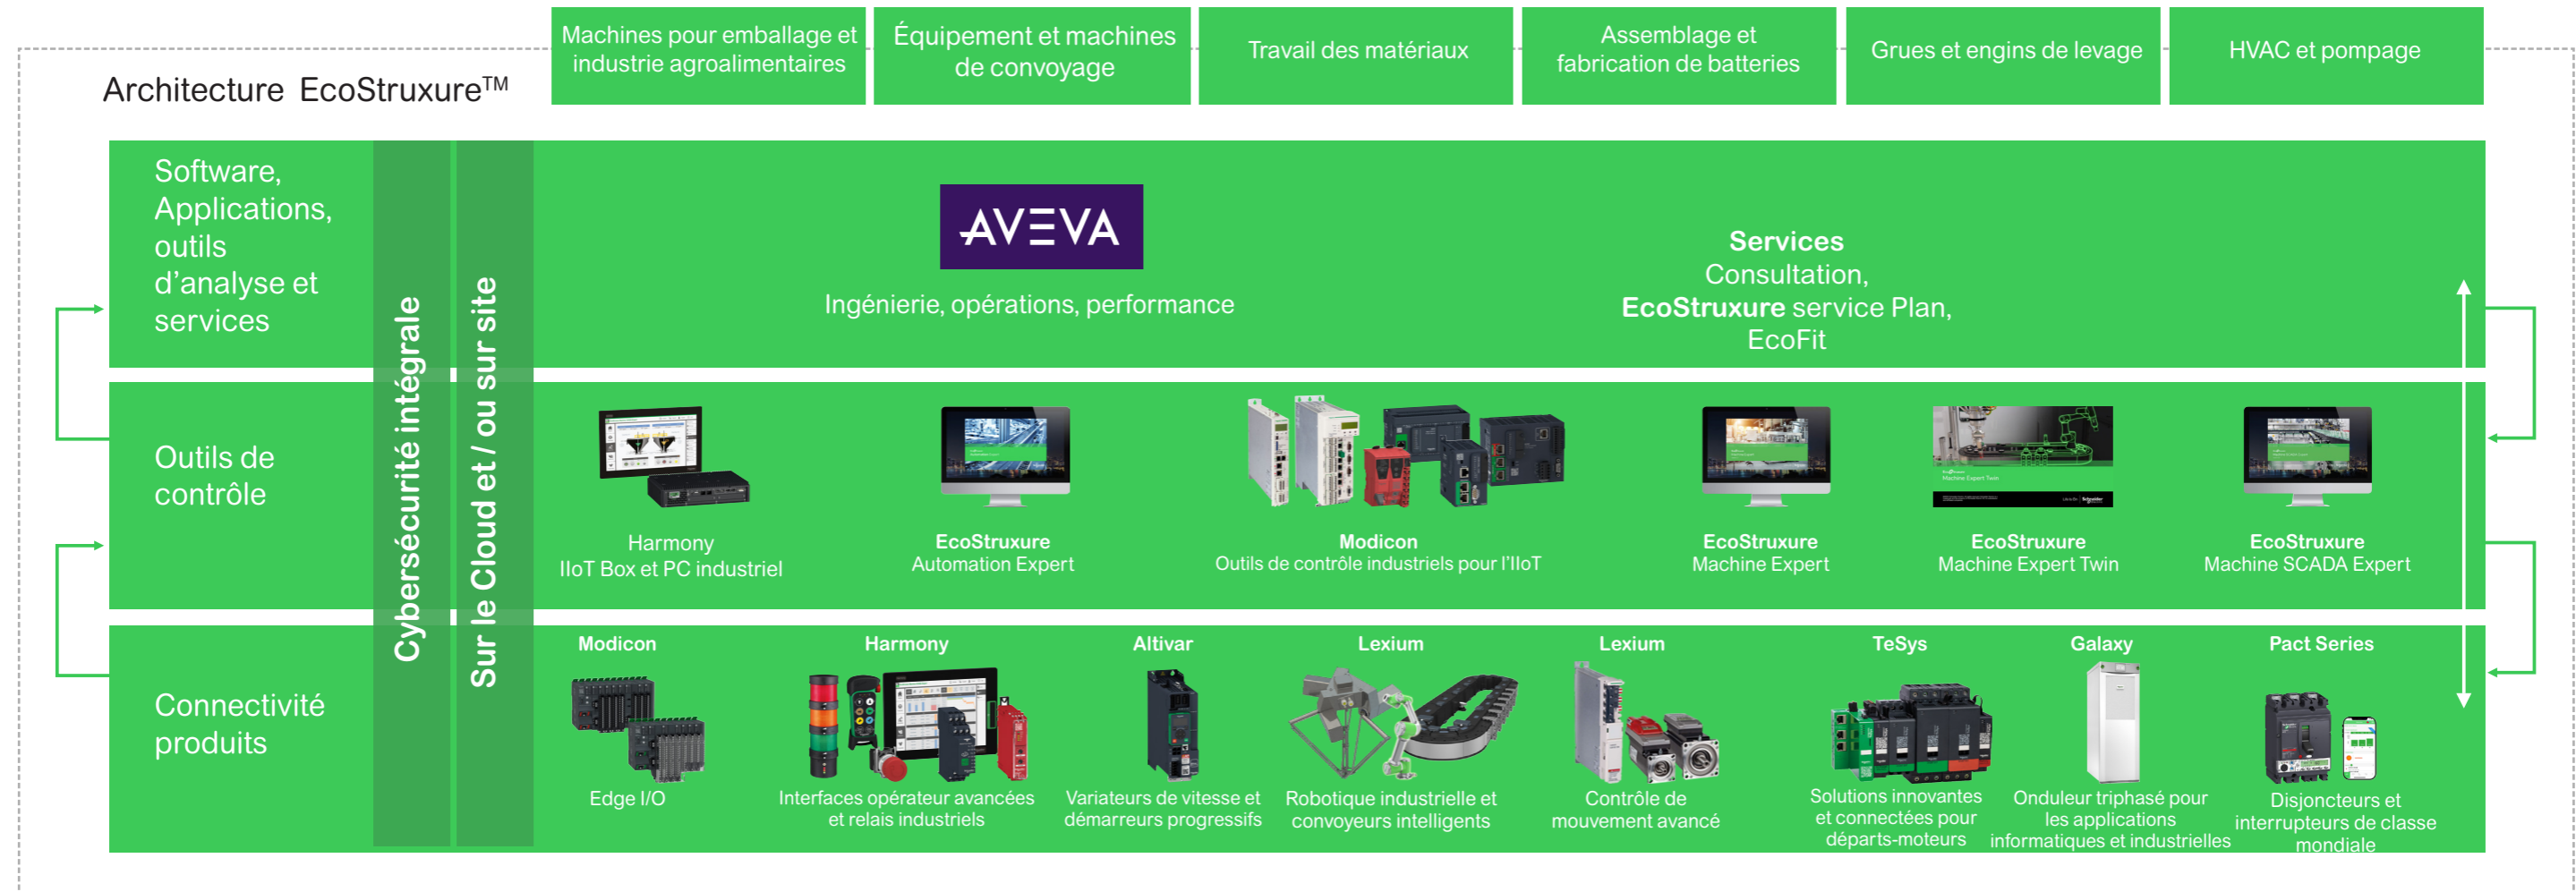 Machines pour emballage et
industrie agroalimentaires
Équipement et machines
de convoyage
Travail des matériaux
Assemblage et
fabrication de batteries
Grues et engins de levage
HVAC et pompage
Architecture EcoStruxure™
Software,
Applications,
outils
d'analyse et
services
Cybersécurité intégrale
Sur le Cloud et / ou sur site
AVEVA
Ingénierie, opérations, performance
Services
Consultation,
EcoStruxure service Plan,
EcoFit
Outils de
contrôle
Harmony
IIoT Box et PC industriel
EcoStruxure
Automation Expert
Modicon
Outils de contrôle industriels pour l'IIoT
EcoStruxure
Machine Expert
Machine Expert Twin
EcoStruxure
Machine Expert Twin
EcoStruxure
Machine SCADA Expert
Connectivité
produits
Modicon
Edge I/O
Harmony
Interfaces opérateur avancées
et relais industriels
Altivar
Variateurs de vitesse et
démarreurs progressifs
Lexium
Robotique industrielle et
convoyeurs intelligents
Lexium
Contrôle de
mouvement avancé
TeSys
Solutions innovantes
et connectées pour
départs-moteurs
Galaxy
Onduleur triphasé pour
les applications
informatiques et industrielles
Pact Series
Disjoncteurs et
interrupteurs de classe
mondiale